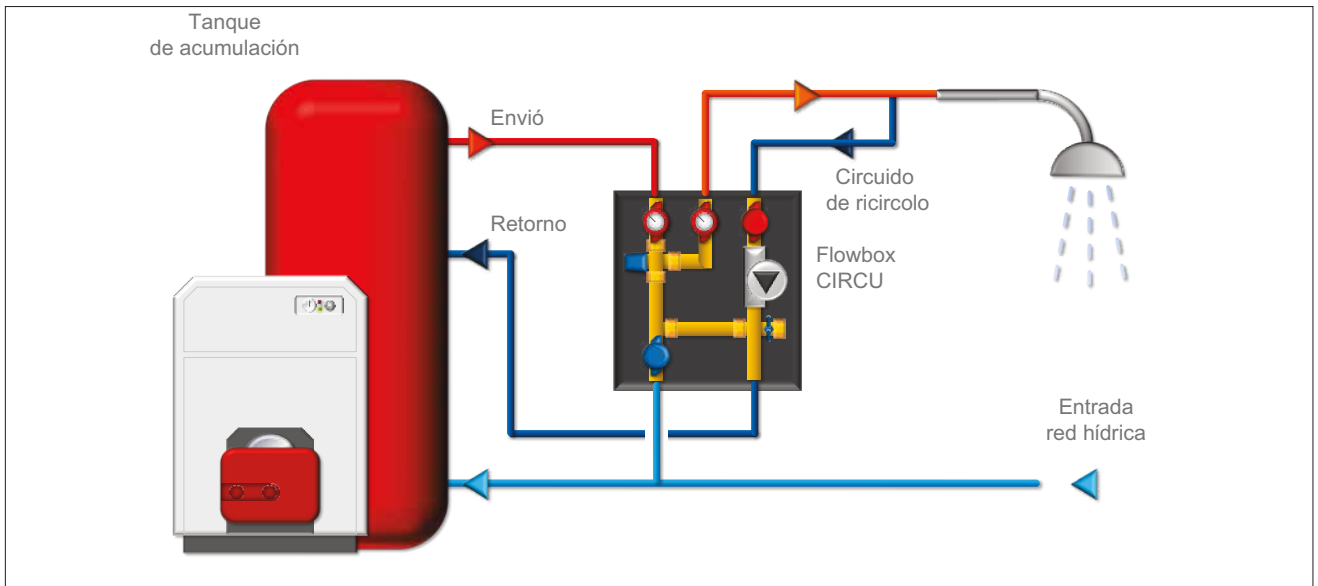 Tanque
de acumulación
Envió
Retorno
Circuido
de ricircolo
Flowbox
CIRCU
Entrada
red hídrica